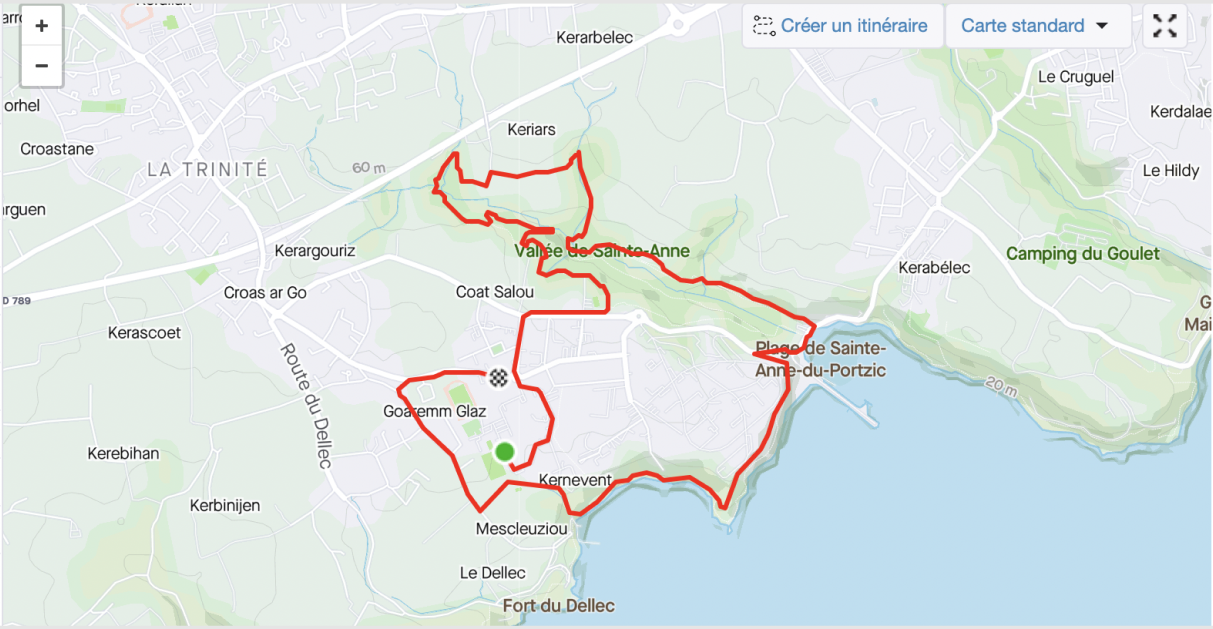 +
−
Créer un itinéraire
Carte standard
Kerarbelec
Le Cruguel
orhel
Kerdalae
Croastane
Keriars
LA TRINITÉ
60 m
Le Hildy
rguen
Kerargouriz
Vallée de Sainte-Anne
Camping du Goulet
Kerabélec
Croas ar Go
Coat Salou
D 789
G
Mai
Kerascoet
Plage de Sainte-
Anne-du-Portzic
Route du Dellec
20 m
Goaremm Glaz
Kerebihan
Kernevent
Kerbinijen
Mescleuziou
Le Dellec
Fort du Dellec